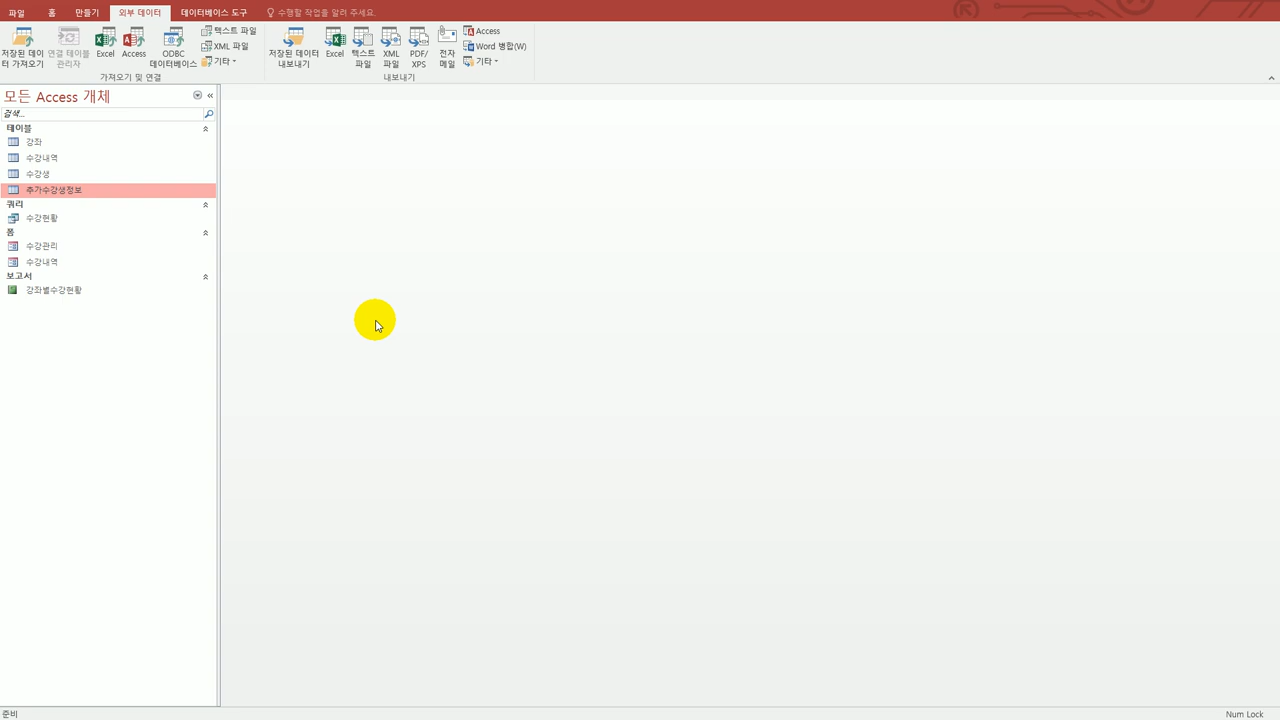 파일 홈 만들기 외부 데이터 데이터베이스 도구 수행할 작업을 알려 주세요.
저장된 데이
터 가져오기
연결 테이블
관리자
Excel
Access
ODBC
데이터베이스
텍스트 파일
XML 파일
기타
가져오기 및 연결
저장된 데이터
내보내기
Excel
텍스트
파일
XML
파일
PDF/
XPS
전자
메일
Access
Word 병합(W)
기타
내보내기
모든 Access 개체
검색...
테이블
강좌
수강내역
수강생
추가수강생정보
쿼리
수강현황
폼
수강관리
수강내역
보고서
강좌별수강현황
준비
Num Lock